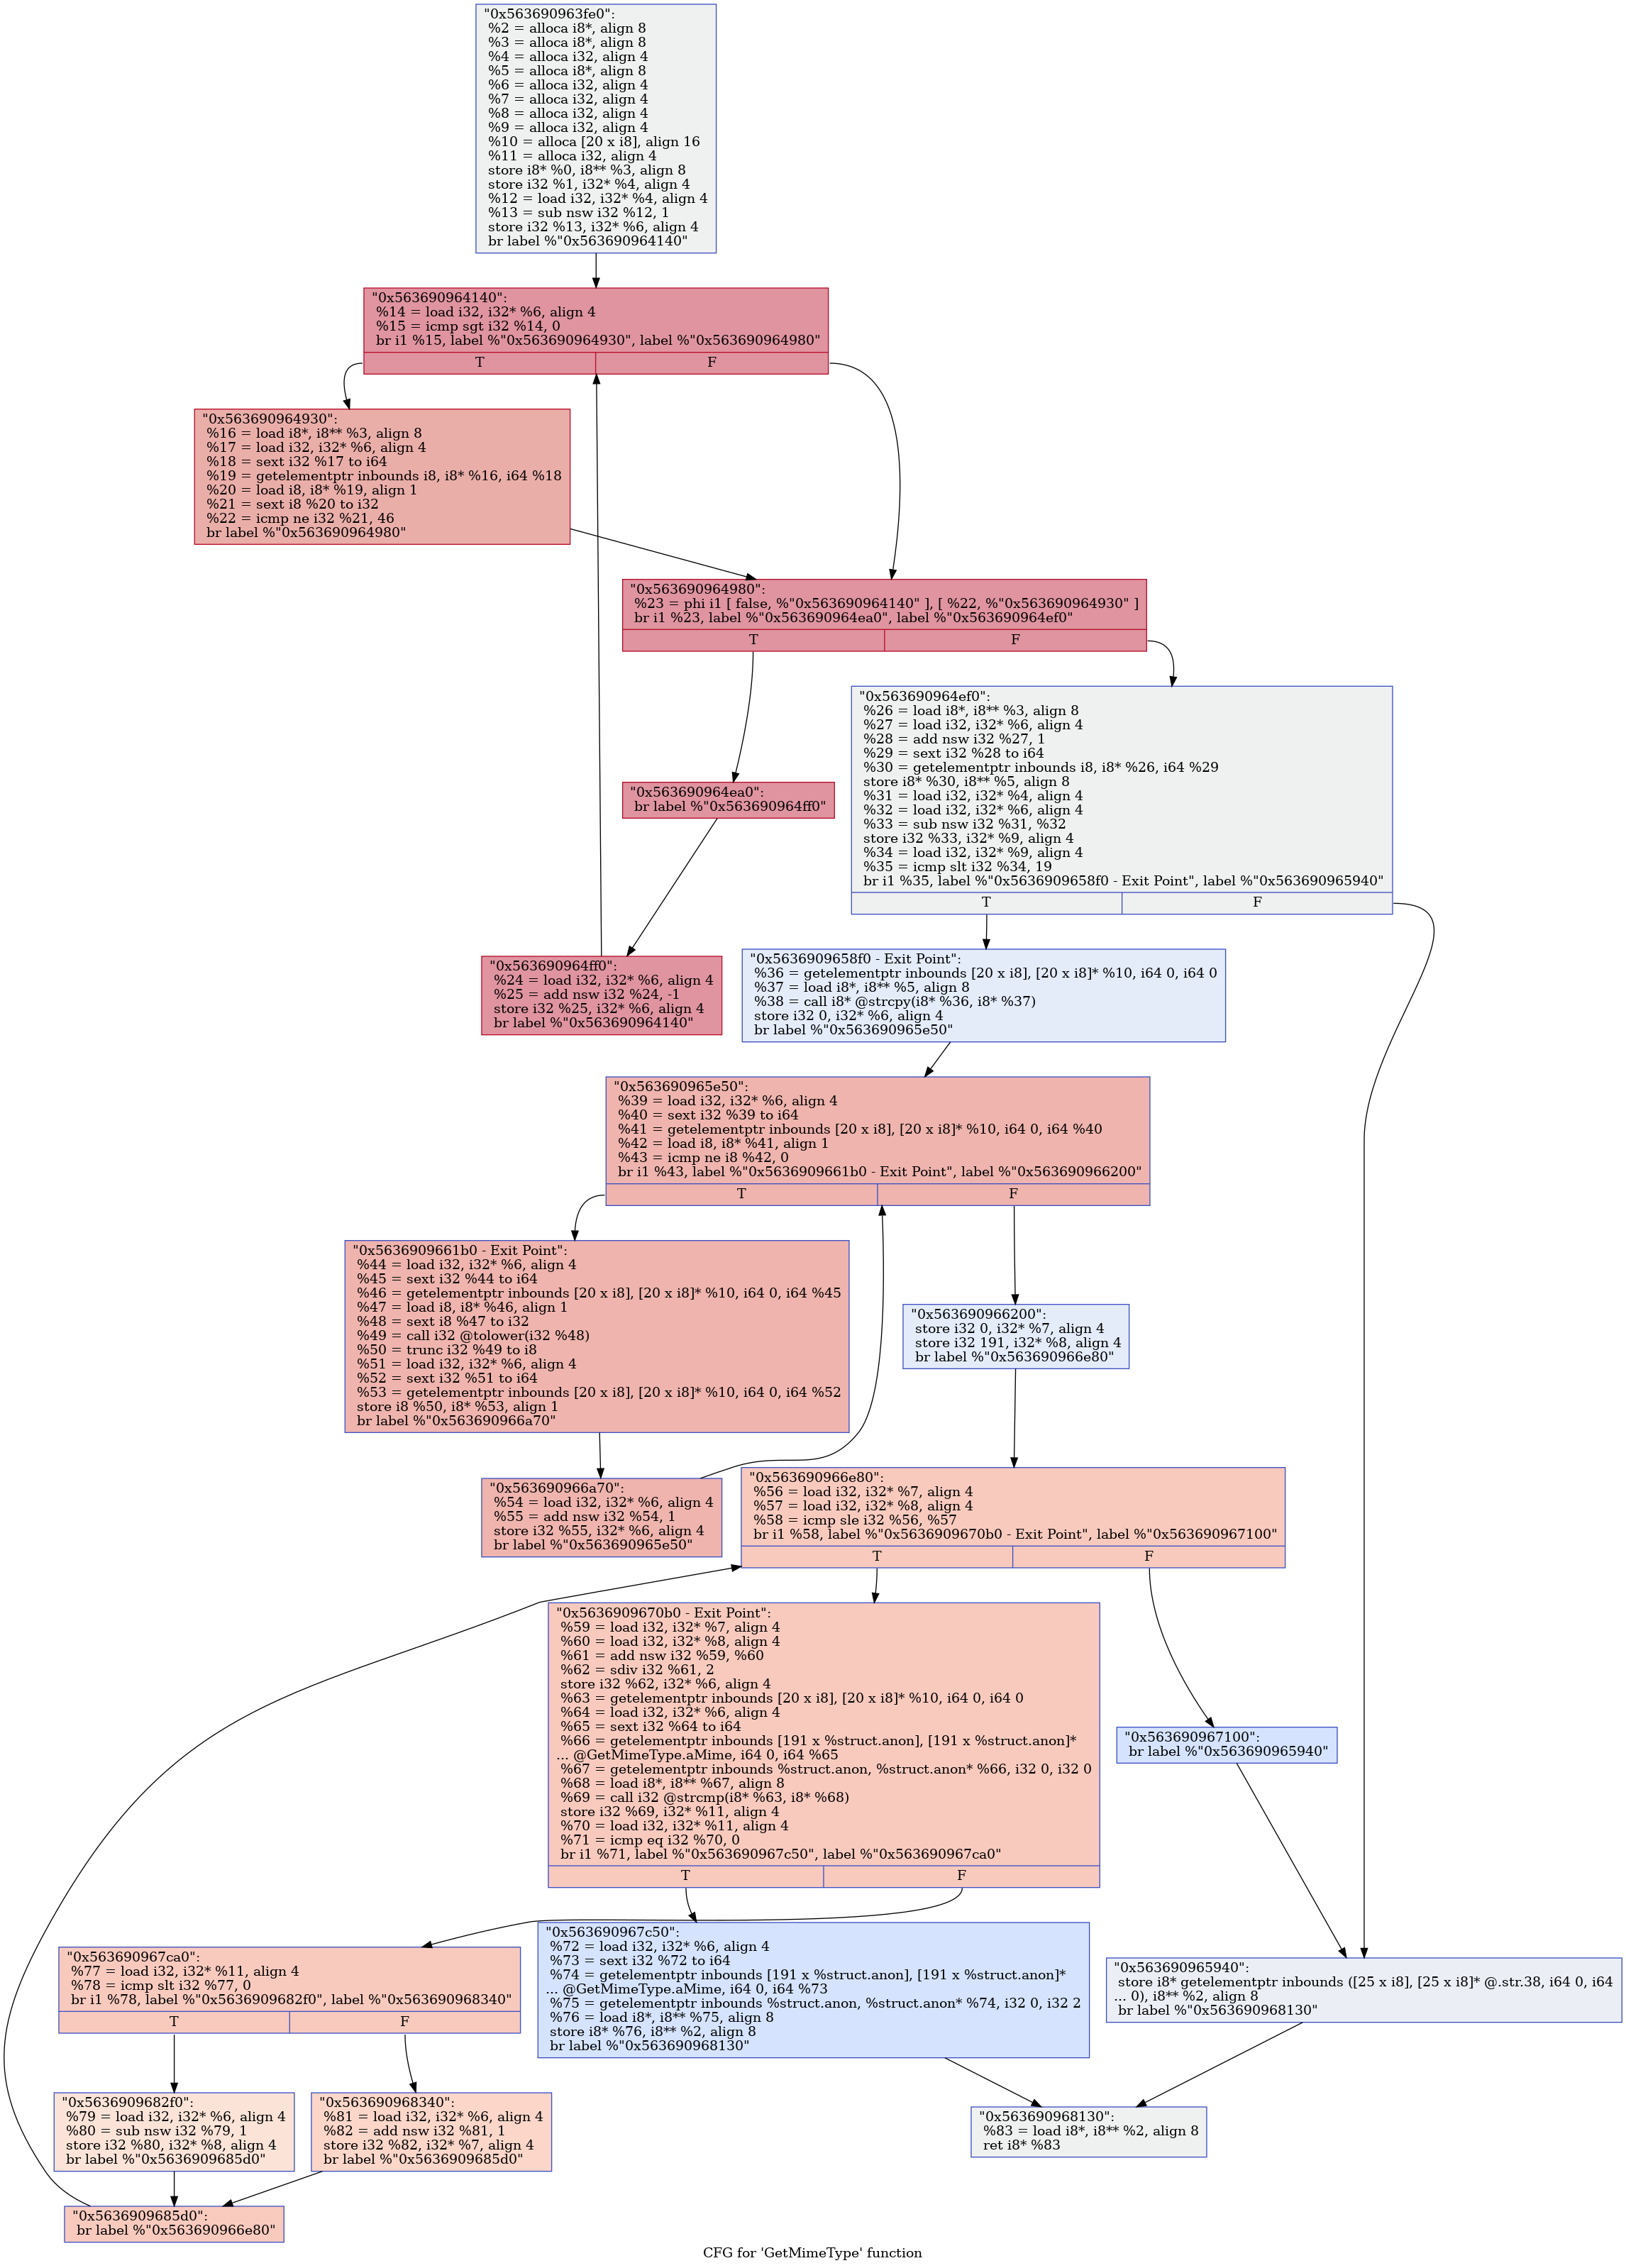 "0x563690963fe0":
%2 = alloca i8*, align 8
%3 = alloca i8*, align 8
%4 = alloca i32, align 4
%5 = alloca i8*, align 8
%6 = alloca i32, align 4
%7 = alloca i32, align 4
%8 = alloca i32, align 4
%9 = alloca i32, align 4
%10 = alloca [20 x i8], align 16
%11 = alloca i32, align 4
store i8* %0, i8** %3, align 8
store i32 %1, i32* %4, align 4
%12 = load i32, i32* %4, align 4
%13 = sub nsw i32 %12, 1
store i32 %13, i32* %6, align 4
br label %"0x563690964140"
"0x563690964140":
%14 = load i32, i32* %6, align 4
%15 = icmp sgt i32 %14, 0
br i1 %15, label %"0x563690964930", label %"0x563690964980"
T F
"0x563690964930":
%16 = load i8*, i8** %3, align 8
%17 = load i32, i32* %6, align 4
%18 = sext i32 %17 to i64
%19 = getelementptr inbounds i8, i8* %16, i64 %18
%20 = load i8, i8* %19, align 1
%21 = sext i8 %20 to i32
%22 = icmp ne i32 %21, 46
br label %"0x563690964980"
"0x563690964980":
%23 = phi i1 [ false, %"0x563690964140" ], [ %22, %"0x563690964930" ]
br i1 %23, label %"0x563690964ea0", label %"0x563690964ef0"
T F
"0x563690964ef0":
%26 = load i8*, i8** %3, align 8
%27 = load i32, i32* %6, align 4
%28 = add nsw i32 %27, 1
%29 = sext i32 %28 to i64
%30 = getelementptr inbounds i8, i8* %26, i64 %29
store i8* %30, i8** %5, align 8
%31 = load i32, i32* %4, align 4
%32 = load i32, i32* %6, align 4
%33 = sub nsw i32 %31, %32
store i32 %33, i32* %9, align 4
%34 = load i32, i32* %9, align 4
%35 = icmp slt i32 %34, 19
br i1 %35, label %"0x5636909658f0 - Exit Point", label %"0x563690965940"
T F
"0x563690964ea0":
br label %"0x563690964ff0"
"0x563690964ff0":
%24 = load i32, i32* %6, align 4
%25 = add nsw i32 %24, -1
store i32 %25, i32* %6, align 4
br label %"0x563690964140"
"0x5636909658f0 - Exit Point":
%36 = getelementptr inbounds [20 x i8], [20 x i8]* %10, i64 0, i64 0
%37 = load i8*, i8** %5, align 8
%38 = call i8* @strcpy(i8* %36, i8* %37)
store i32 0, i32* %6, align 4
br label %"0x563690965e50"
"0x563690965e50":
%39 = load i32, i32* %6, align 4
%40 = sext i32 %39 to i64
%41 = getelementptr inbounds [20 x i8], [20 x i8]* %10, i64 0, i64 %40
%42 = load i8, i8* %41, align 1
%43 = icmp ne i8 %42, 0
br i1 %43, label %"0x5636909661b0 - Exit Point", label %"0x563690966200"
T F
"0x5636909661b0 - Exit Point":
%44 = load i32, i32* %6, align 4
%45 = sext i32 %44 to i64
%46 = getelementptr inbounds [20 x i8], [20 x i8]* %10, i64 0, i64 %45
%47 = load i8, i8* %46, align 1
%48 = sext i8 %47 to i32
%49 = call i32 @tolower(i32 %48)
%50 = trunc i32 %49 to i8
%51 = load i32, i32* %6, align 4
%52 = sext i32 %51 to i64
%53 = getelementptr inbounds [20 x i8], [20 x i8]* %10, i64 0, i64 %52
store i8 %50, i8* %53, align 1
br label %"0x563690966a70"
"0x563690966200":
store i32 0, i32* %7, align 4
store i32 191, i32* %8, align 4
br label %"0x563690966e80"
"0x563690966a70":
%54 = load i32, i32* %6, align 4
%55 = add nsw i32 %54, 1
store i32 %55, i32* %6, align 4
br label %"0x563690965e50"
"0x563690966e80":
%56 = load i32, i32* %7, align 4
%57 = load i32, i32* %8, align 4
%58 = icmp sle i32 %56, %57
br i1 %58, label %"0x5636909670b0 - Exit Point", label %"0x563690967100"
T F
"0x5636909670b0 - Exit Point":
%59 = load i32, i32* %7, align 4
%60 = load i32, i32* %8, align 4
%61 = add nsw i32 %59, %60
%62 = sdiv i32 %61, 2
store i32 %62, i32* %6, align 4
%63 = getelementptr inbounds [20 x i8], [20 x i8]* %10, i64 0, i64 0
%64 = load i32, i32* %6, align 4
%65 = sext i32 %64 to i64
%66 = getelementptr inbounds [191 x %struct.anon], [191 x %struct.anon]*
... @GetMimeType.aMime, i64 0, i64 %65
%67 = getelementptr inbounds %struct.anon, %struct.anon* %66, i32 0, i32 0
%68 = load i8*, i8** %67, align 8
%69 = call i32 @strcmp(i8* %63, i8* %68)
store i32 %69, i32* %11, align 4
%70 = load i32, i32* %11, align 4
%71 = icmp eq i32 %70, 0
br i1 %71, label %"0x563690967c50", label %"0x563690967ca0"
T F
"0x563690967100":
br label %"0x563690965940"
"0x563690967c50":
%72 = load i32, i32* %6, align 4
%73 = sext i32 %72 to i64
%74 = getelementptr inbounds [191 x %struct.anon], [191 x %struct.anon]*
... @GetMimeType.aMime, i64 0, i64 %73
%75 = getelementptr inbounds %struct.anon, %struct.anon* %74, i32 0, i32 2
%76 = load i8*, i8** %75, align 8
store i8* %76, i8** %2, align 8
br label %"0x563690968130"
"0x563690967ca0":
%77 = load i32, i32* %11, align 4
%78 = icmp slt i32 %77, 0
br i1 %78, label %"0x5636909682f0", label %"0x563690968340"
T F
"0x563690965940":
store i8* getelementptr inbounds ([25 x i8], [25 x i8]* @.str.38, i64 0, i64
... 0), i8** %2, align 8
br label %"0x563690968130"
"0x5636909682f0":
%79 = load i32, i32* %6, align 4
%80 = sub nsw i32 %79, 1
store i32 %80, i32* %8, align 4
br label %"0x5636909685d0"
"0x563690968340":
%81 = load i32, i32* %6, align 4
%82 = add nsw i32 %81, 1
store i32 %82, i32* %7, align 4
br label %"0x5636909685d0"
"0x563690968130":
%83 = load i8*, i8** %2, align 8
ret i8* %83
"0x5636909685d0":
br label %"0x563690966e80"
CFG for 'GetMimeType' function